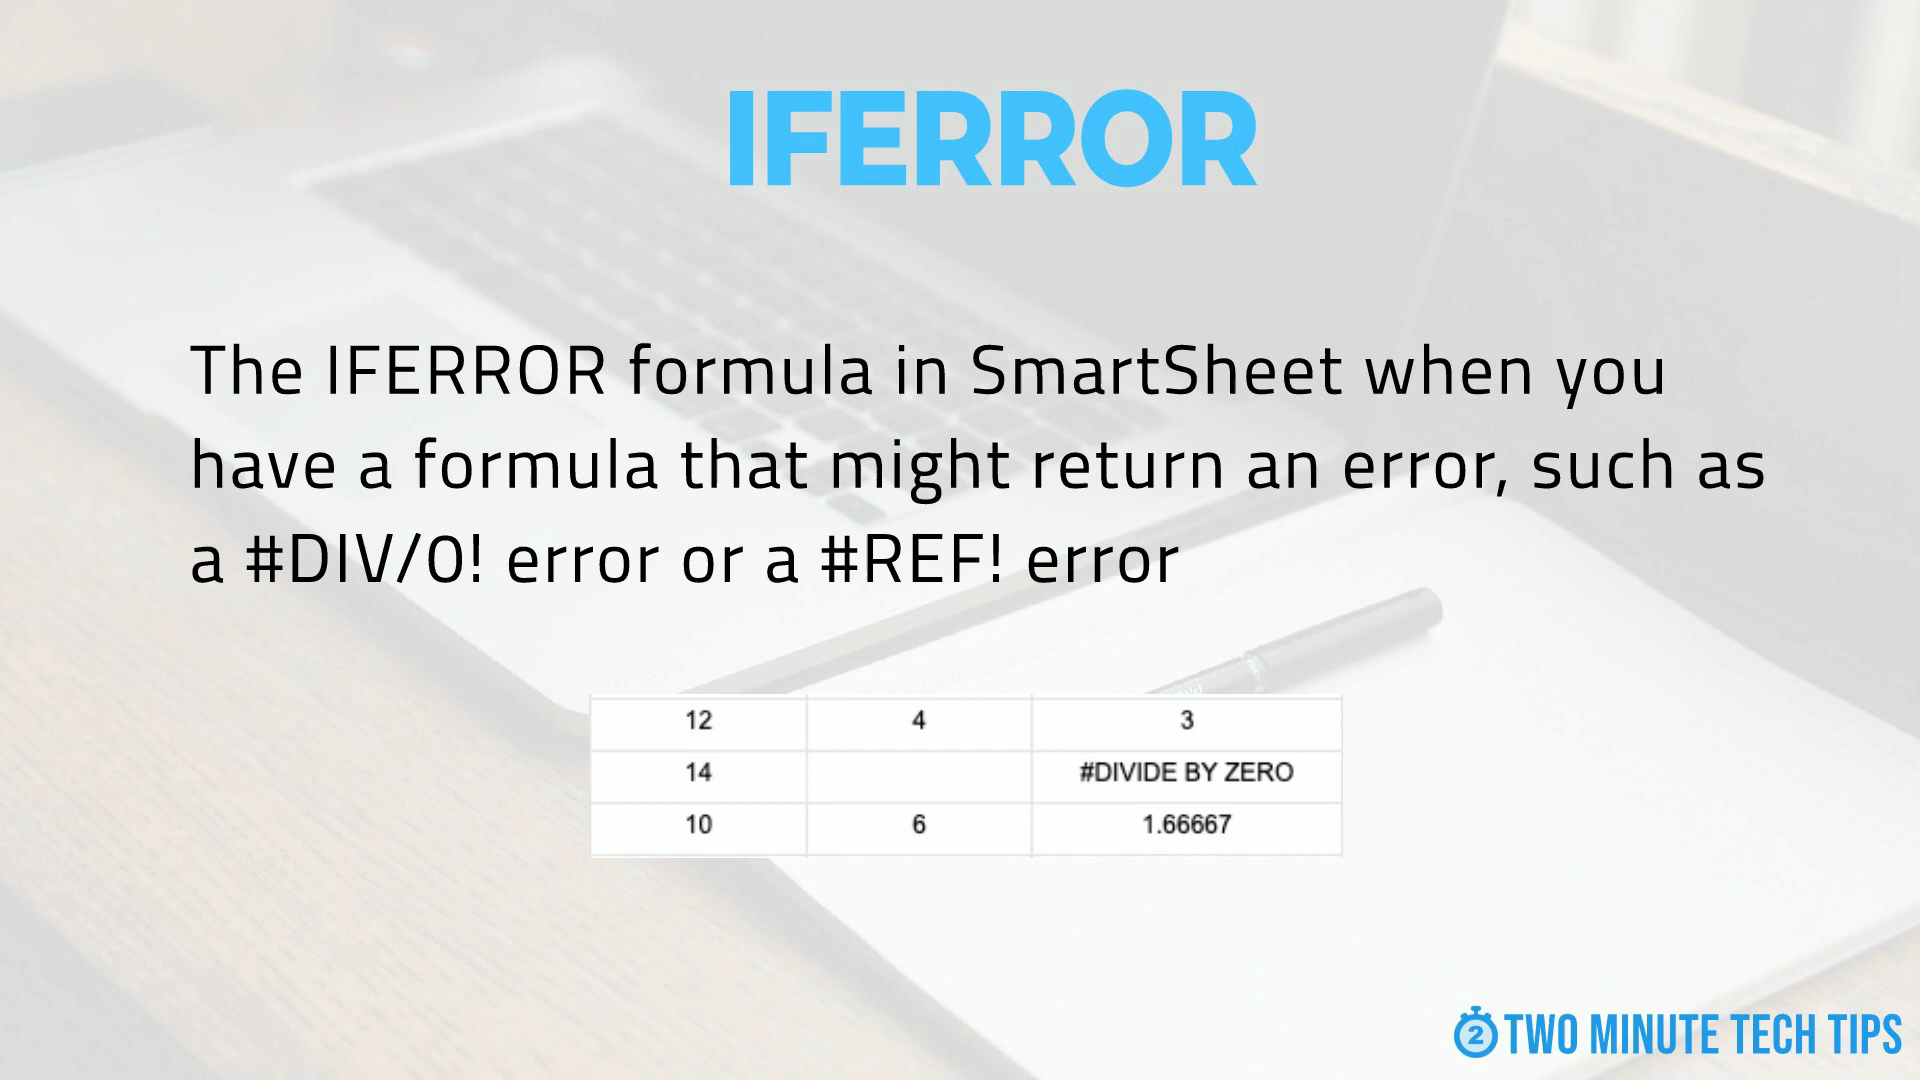 IFERROR
The IFERROR formula in SmartSheet when you
have a formula that might return an error, such as
a #DIV/0! error or a #REF! error
12 4 3
14 #DIVIDE BY ZERO
10 6 1.66667
2 TWO MINUTE TECH TIPS